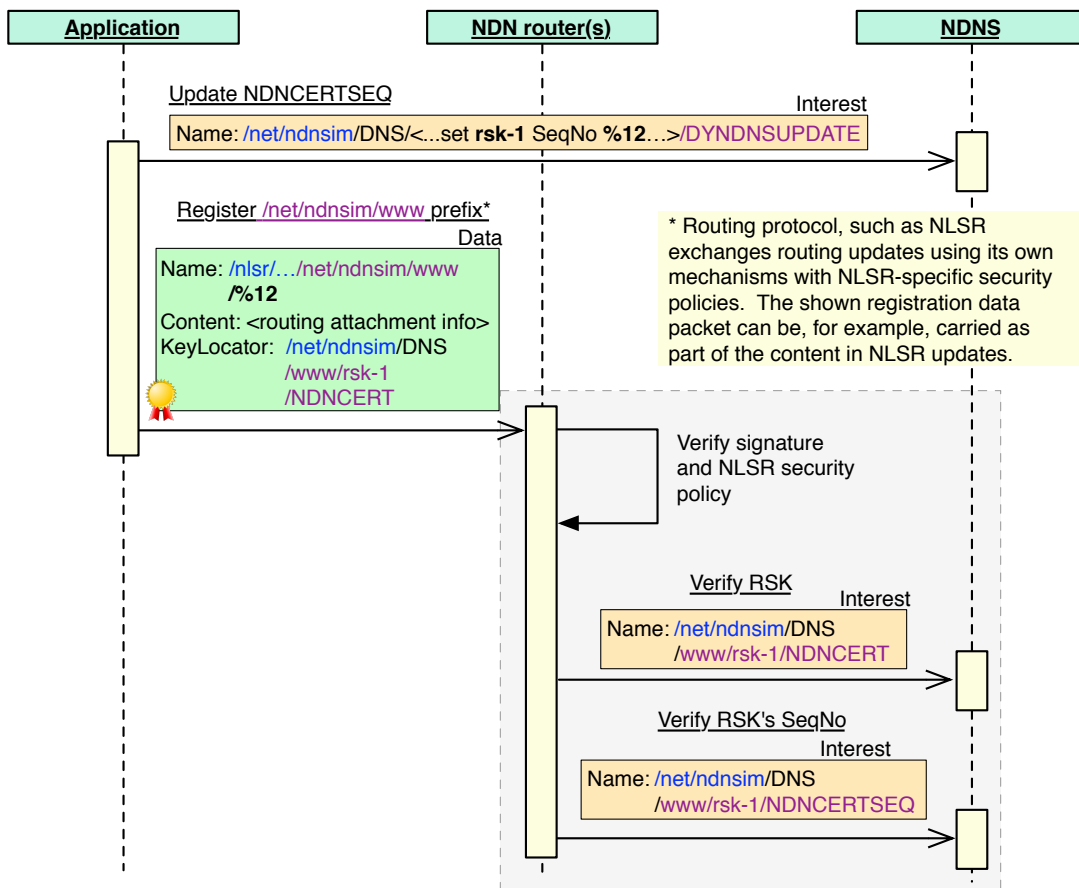 Application
NDN router(s)
NDNS
Update NDNCERTSEQ
Interest
Name: /net/ndnsim/DNS/<...set rsk-1 SeqNo %12…>/DYNDNSUPDATE
Register /net/ndnsim/www prefix*
Data
Name: /nlsr/…/net/ndnsim/www
/%12
Content: <routing attachment info>
KeyLocator: /net/ndnsim/DNS
/www/rsk-1
/NDNCERT
* Routing protocol, such as NLSR
exchanges routing updates using its own
mechanisms with NLSR-specific security
policies. The shown registration data
packet can be, for example, carried as
part of the content in NLSR updates.
Verify signature
and NLSR security
policy
Verify RSK
Interest
Name: /net/ndnsim/DNS
/www/rsk-1/NDNCERT
Verify RSK's SeqNo
Interest
Name: /net/ndnsim/DNS
/www/rsk-1/NDNCERTSEQ